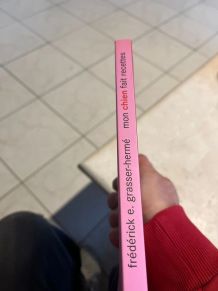 frédérick e. grasser-hermé mon chien fait recettes